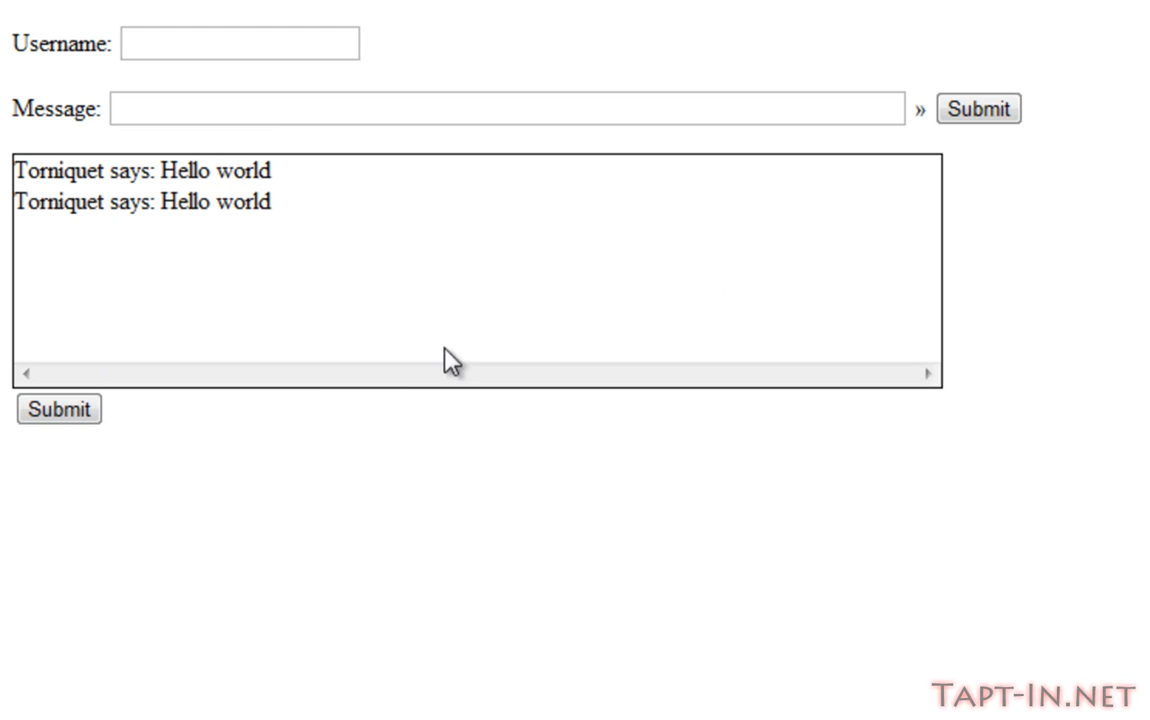 Username:
Message: » Submit
Torniquet says: Hello world
Torniquet says: Hello world
Submit
Tapt-In.net